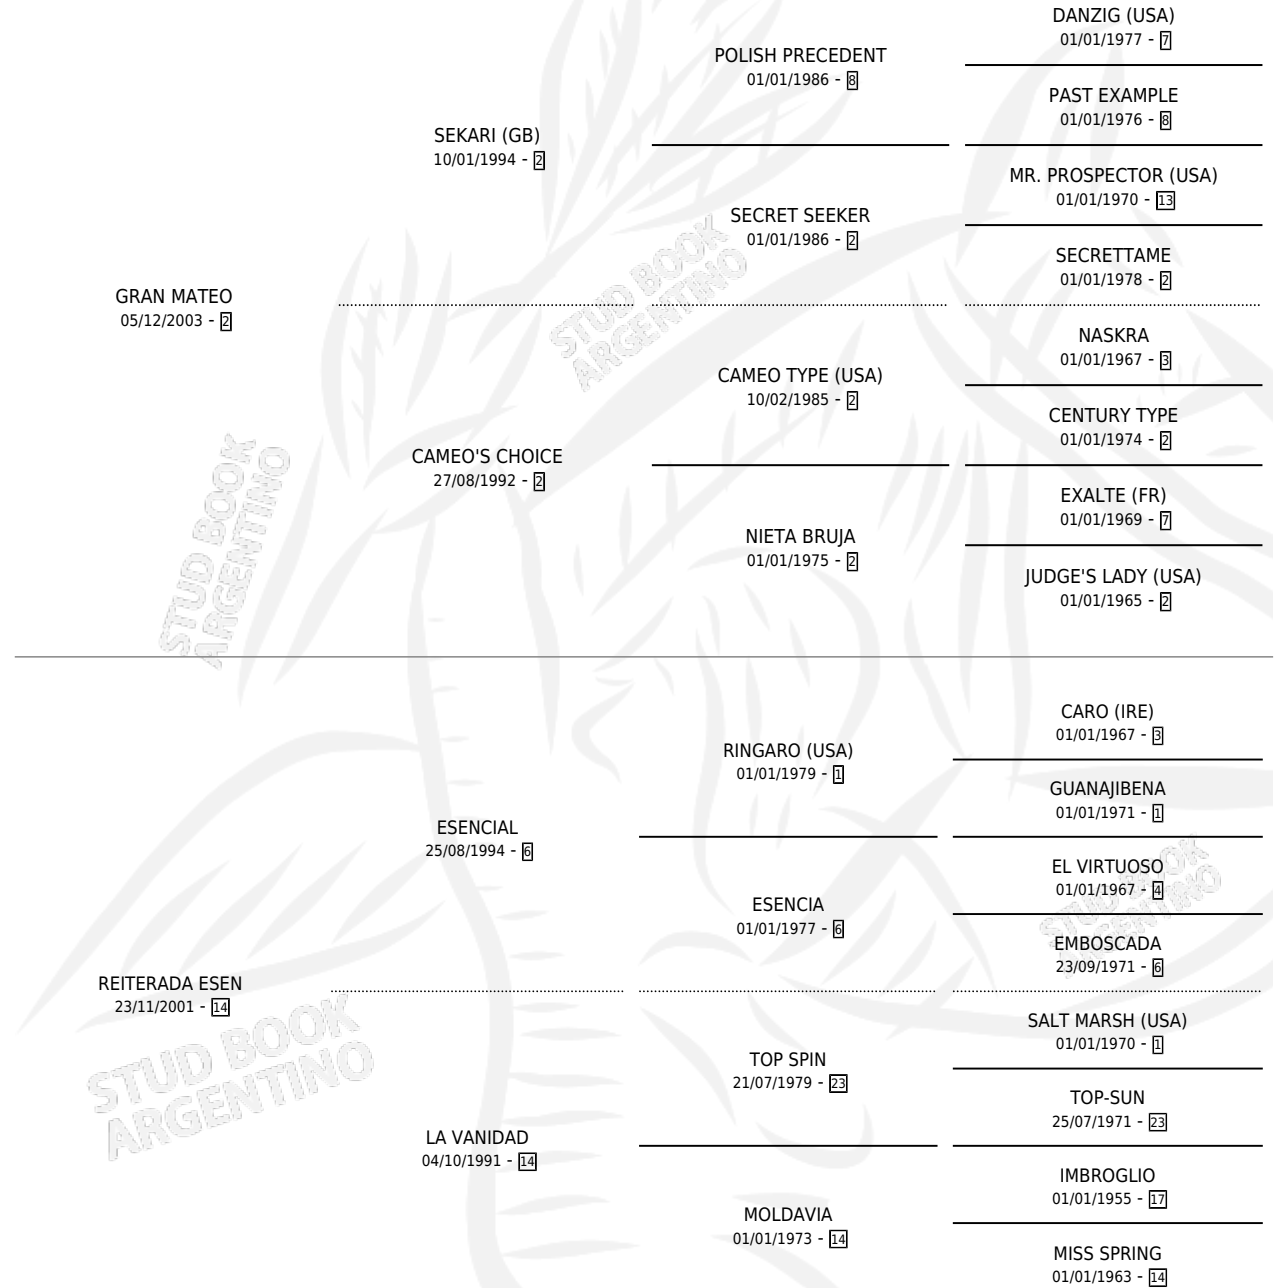 DANZIG (USA)
01/01/1977 - 7
POLISH PRECEDENT
01/01/1986 - 8
PAST EXAMPLE
01/01/1976 - 8
SEKARI (GB)
10/01/1994 - 2
MR. PROSPECTOR (USA)
01/01/1970 - 13
SECRET SEEKER
01/01/1986 - 2
SECRETTAME
01/01/1978 - 2
GRAN MATEO
05/12/2003 - 2
STUD BOOK
ARGENTINO
NASKRA
01/01/1967 - 3
CAMEO TYPE (USA)
10/02/1985 - 2
CENTURY TYPE
01/01/1974 - 2
CAMEO'S CHOICE
27/08/1992 - 2
EXALTE (FR)
01/01/1969 - 7
NIETA BRUJA
01/01/1975 - 2
JUDGE'S LADY (USA)
01/01/1965 - 2
STUD BOOK
ARGENTINO
CARO (IRE)
01/01/1967 - 3
RINGARO (USA)
01/01/1979 - 1
GUANAJIBENA
01/01/1971 - 1
ESENCIAL
25/08/1994 - 6
EL VIRTUOSO
01/01/1967 - 4
ESENCIA
01/01/1977 - 6
STUD BOOK
ARGENTINO
EMBOSCADA
23/09/1971 - 6
REITERADA ESEN
23/11/2001 - 14
SALT MARSH (USA)
01/01/1970 - 1
TOP SPIN
21/07/1979 - 23
TOP-SUN
25/07/1971 - 23
STUD BOOK
ARGENTINO
LA VANIDAD
04/10/1991 - 14
IMBROGLIO
01/01/1955 - 17
MOLDAVIA
01/01/1973 - 14
MISS SPRING
01/01/1963 - 14